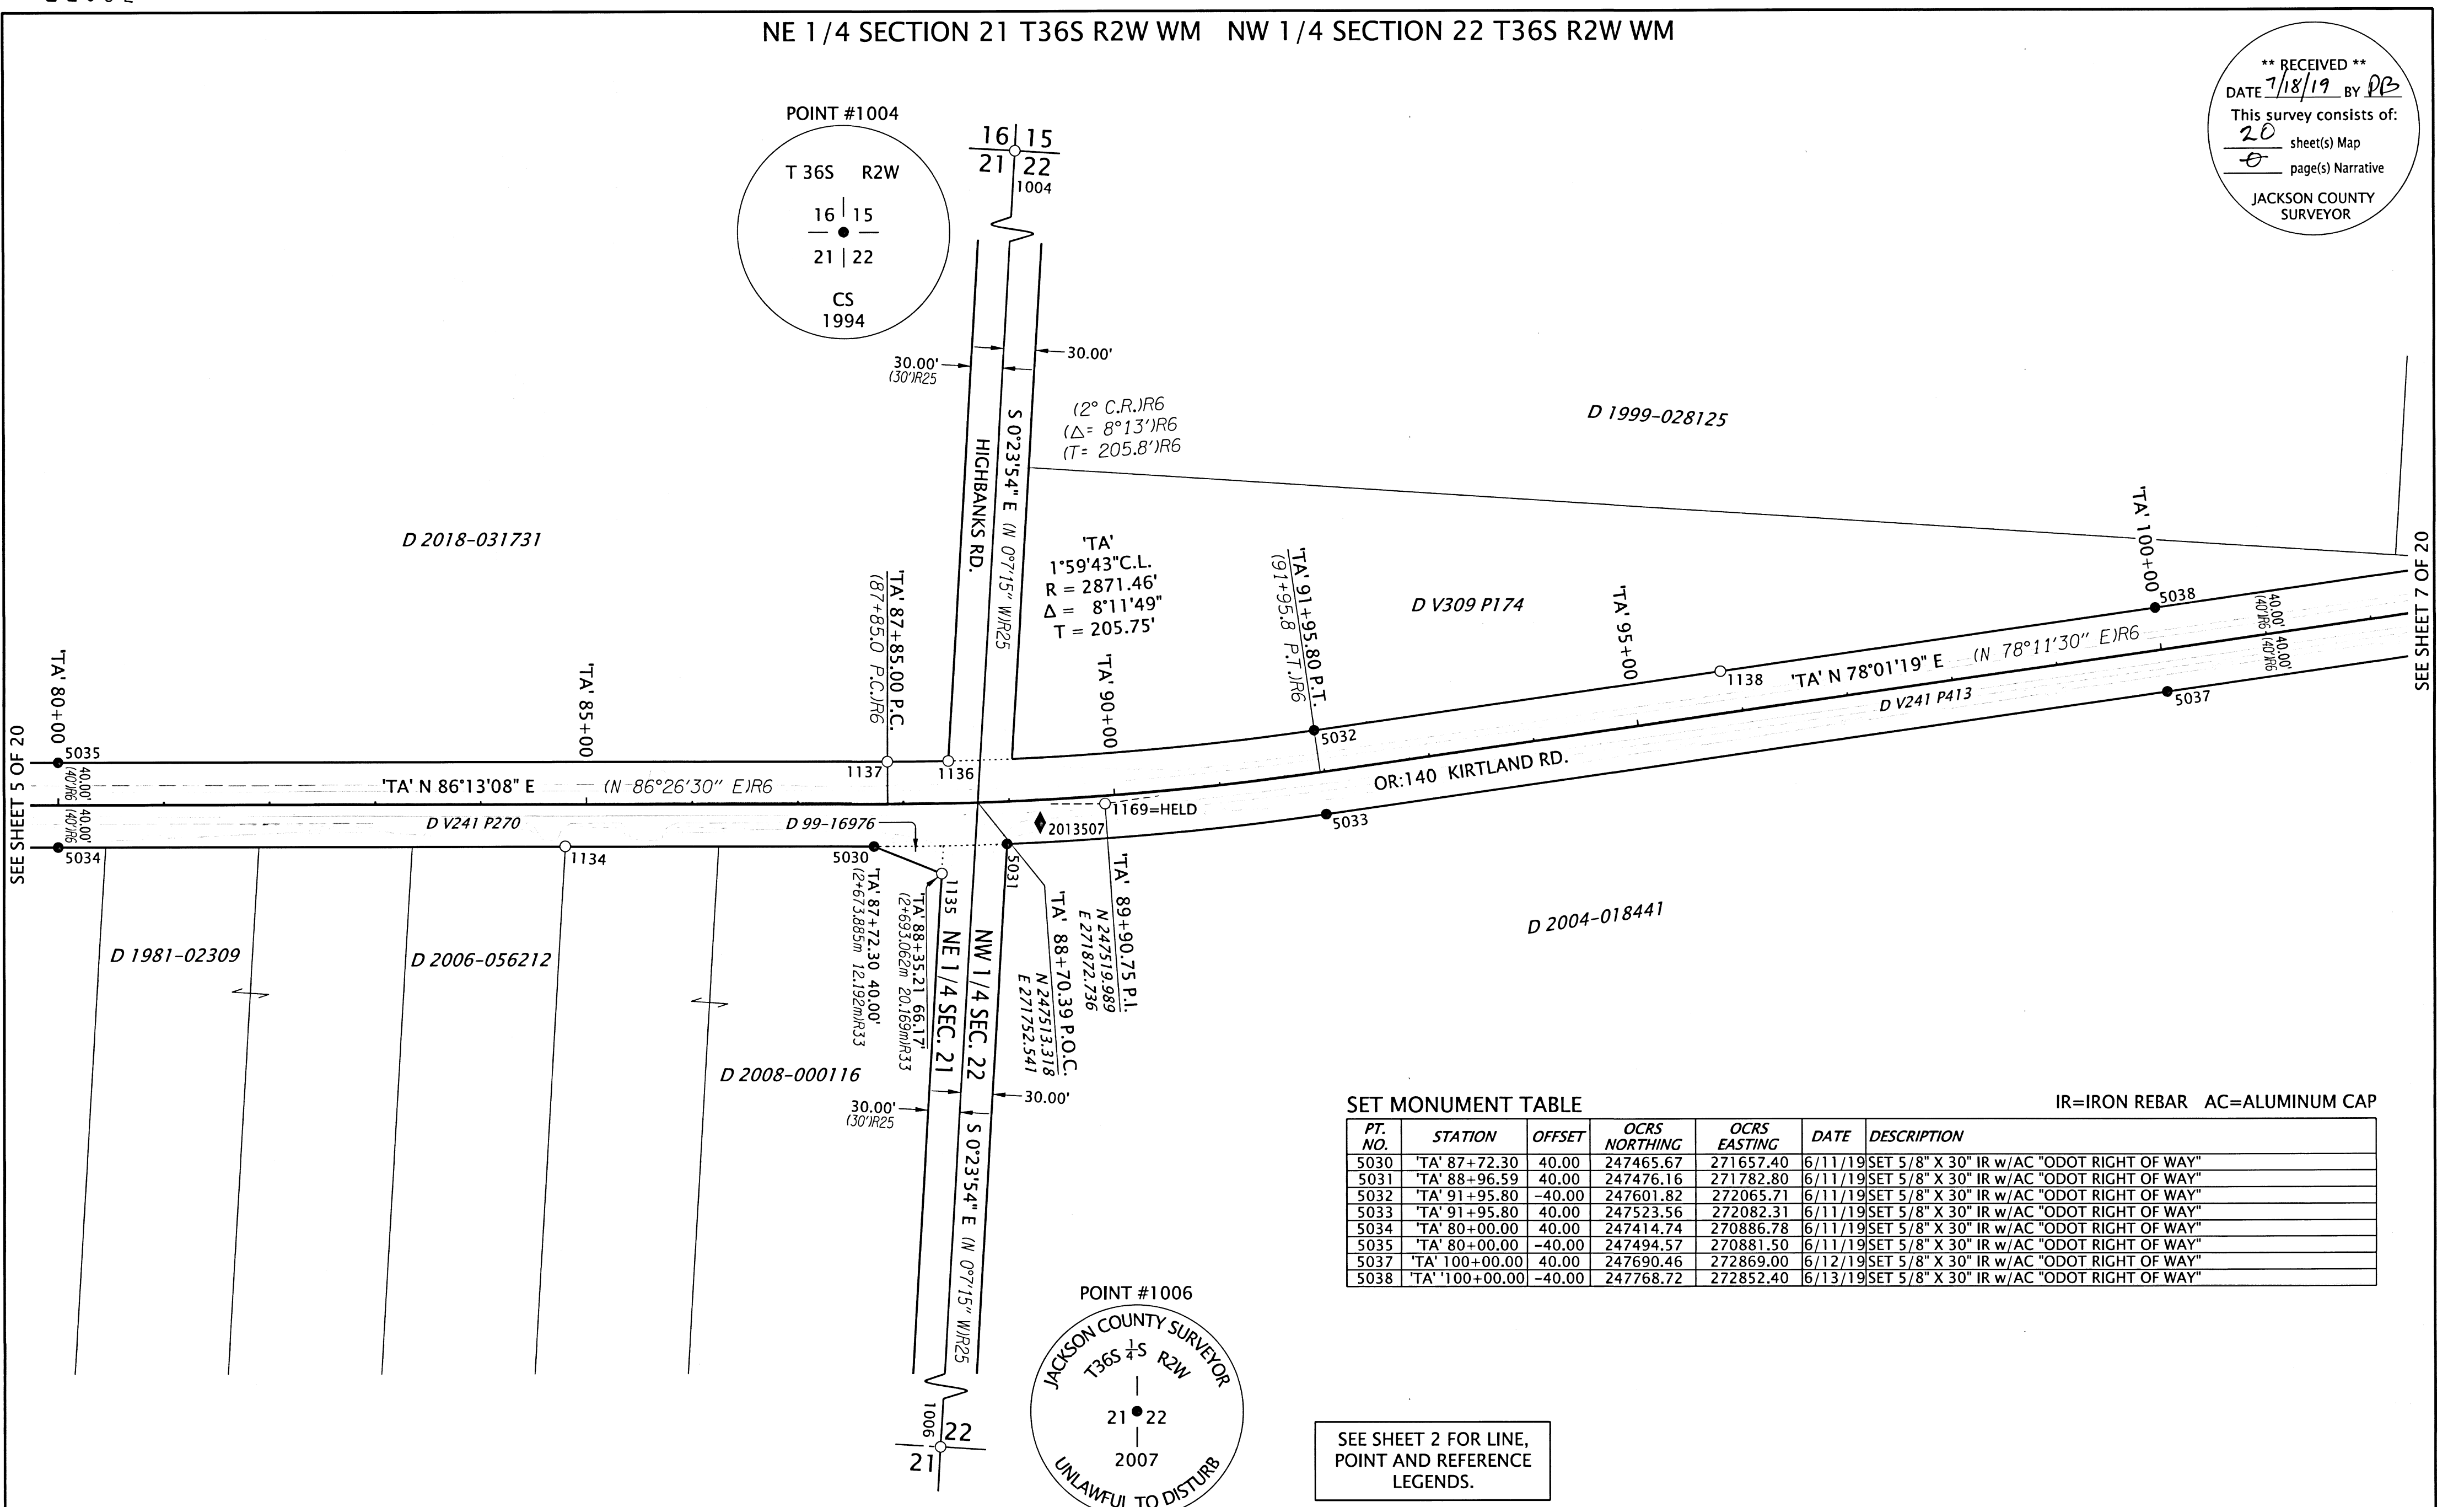 NE 1/4 SECTION 21 T36S R2W WM NW 1/4 SECTION 22 T36S R2W WM
** RECEIVED **
DATE 7/18/19 BY PB
This survey consists of:
20 sheet(s) Map
0 page(s) Narrative
JACKSON COUNTY
SURVEYOR
POINT #1004
T 36S R2W
16 15
21 22
CS
1994
16 15
21 22
1004
30.00'
(30')R25
30.00'
HIGHBANKS RD.
S 0°23'54" E (N 0°7'15" W)R25
(2° C.R.)R6
(Δ= 8°13')R6
(T= 205.8')R6
D 1999-028125
D 2018-031731
'TA'
1°59'43"C.L.
R = 2871.46'
Δ = 8°11'49"
T = 205.75'
D V309 P174
'TA' 80+00
'TA' 85+00
'TA' 87+85.00 P.C.
(87+85.0 P.C.)R6
'TA' 90+00
'TA' 91+95.80 P.T.
(91+95.8 P.T.)R6
'TA' 95+00
'TA' 100+00
SEE SHEET 5 OF 20
SEE SHEET 7 OF 20
5035
40.00' 40.00'
(40')R6 (40')R6
5034
'TA' N 86°13'08" E (N 86°26'30" E)R6
D V241 P270
D 99-16976
1137
1136
1134
5030
1135
5031
2013507
1169=HELD
5032
5033
1138
'TA' N 78°01'19" E (N 78°11'30" E)R6
D V241 P413
OR:140 KIRTLAND RD.
5038
5037
40.00' 40.00'
(40')R6 (40')R6
'TA' 87+72.30 40.00'
(2+673.885m 12.192m)R33
'TA' 88+35.21 66.17'
(2+693.062m 20.169m)R33
NE 1/4 SEC. 21
NW 1/4 SEC. 22
'TA' 88+70.39 P.O.C.
N 247513.318
E 271752.541
'TA' 89+90.75 P.I.
N 247519.989
E 271872.736
D 1981-02309
D 2006-056212
D 2008-000116
D 2004-018441
30.00'
(30')R25
30.00'
S 0°23'54" E (N 0°7'15" W)R25
1006
22
21
POINT #1006
JACKSON COUNTY SURVEYOR
T36S 1/4 S R2W
21 22
2007
UNLAWFUL TO DISTURB
SET MONUMENT TABLE
IR=IRON REBAR AC=ALUMINUM CAP
PT. NO. STATION OFFSET OCRS NORTHING OCRS EASTING DATE DESCRIPTION
5030 'TA' 87+72.30 40.00 247465.67 271657.40 6/11/19 SET 5/8" X 30" IR w/AC "ODOT RIGHT OF WAY"
5031 'TA' 88+96.59 40.00 247476.16 271782.80 6/11/19 SET 5/8" X 30" IR w/AC "ODOT RIGHT OF WAY"
5032 'TA' 91+95.80 -40.00 247601.82 272065.71 6/11/19 SET 5/8" X 30" IR w/AC "ODOT RIGHT OF WAY"
5033 'TA' 91+95.80 40.00 247523.56 272082.31 6/11/19 SET 5/8" X 30" IR w/AC "ODOT RIGHT OF WAY"
5034 'TA' 80+00.00 40.00 247414.74 270886.78 6/11/19 SET 5/8" X 30" IR w/AC "ODOT RIGHT OF WAY"
5035 'TA' 80+00.00 -40.00 247494.57 270881.50 6/11/19 SET 5/8" X 30" IR w/AC "ODOT RIGHT OF WAY"
5037 'TA' 100+00.00 40.00 247690.46 272869.00 6/12/19 SET 5/8" X 30" IR w/AC "ODOT RIGHT OF WAY"
5038 'TA' '100+00.00 -40.00 247768.72 272852.40 6/13/19 SET 5/8" X 30" IR w/AC "ODOT RIGHT OF WAY"
SEE SHEET 2 FOR LINE,
POINT AND REFERENCE
LEGENDS.